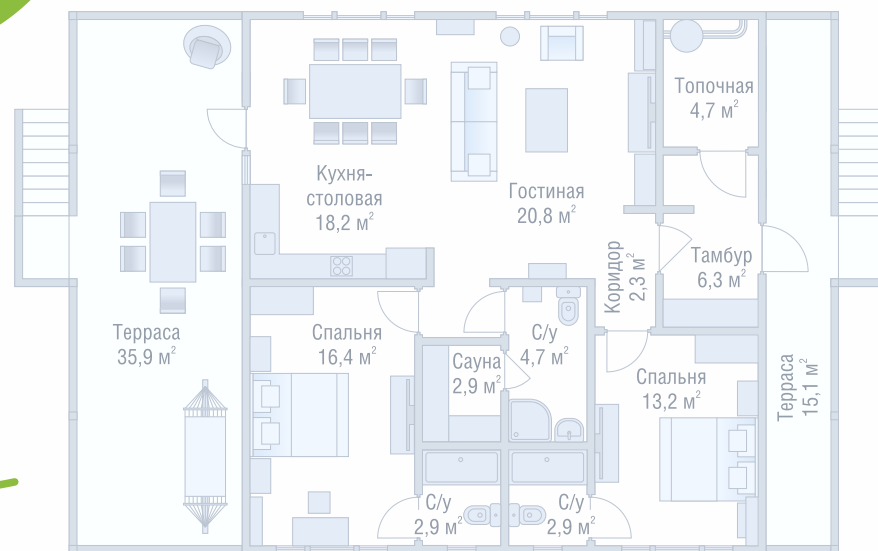 Топочная
4,7 м²
Кухня-
столовая
18,2 м²
Гостиная
20,8 м²
Коридор
2,3 м²
Тамбур
6,3 м²
Терраса
35,9 м²
Спальня
16,4 м²
Сауна
2,9 м²
С/у
4,7 м²
Спальня
13,2 м²
Терраса
15,1 м²
С/у
2,9 м²
С/у
2,9 м²